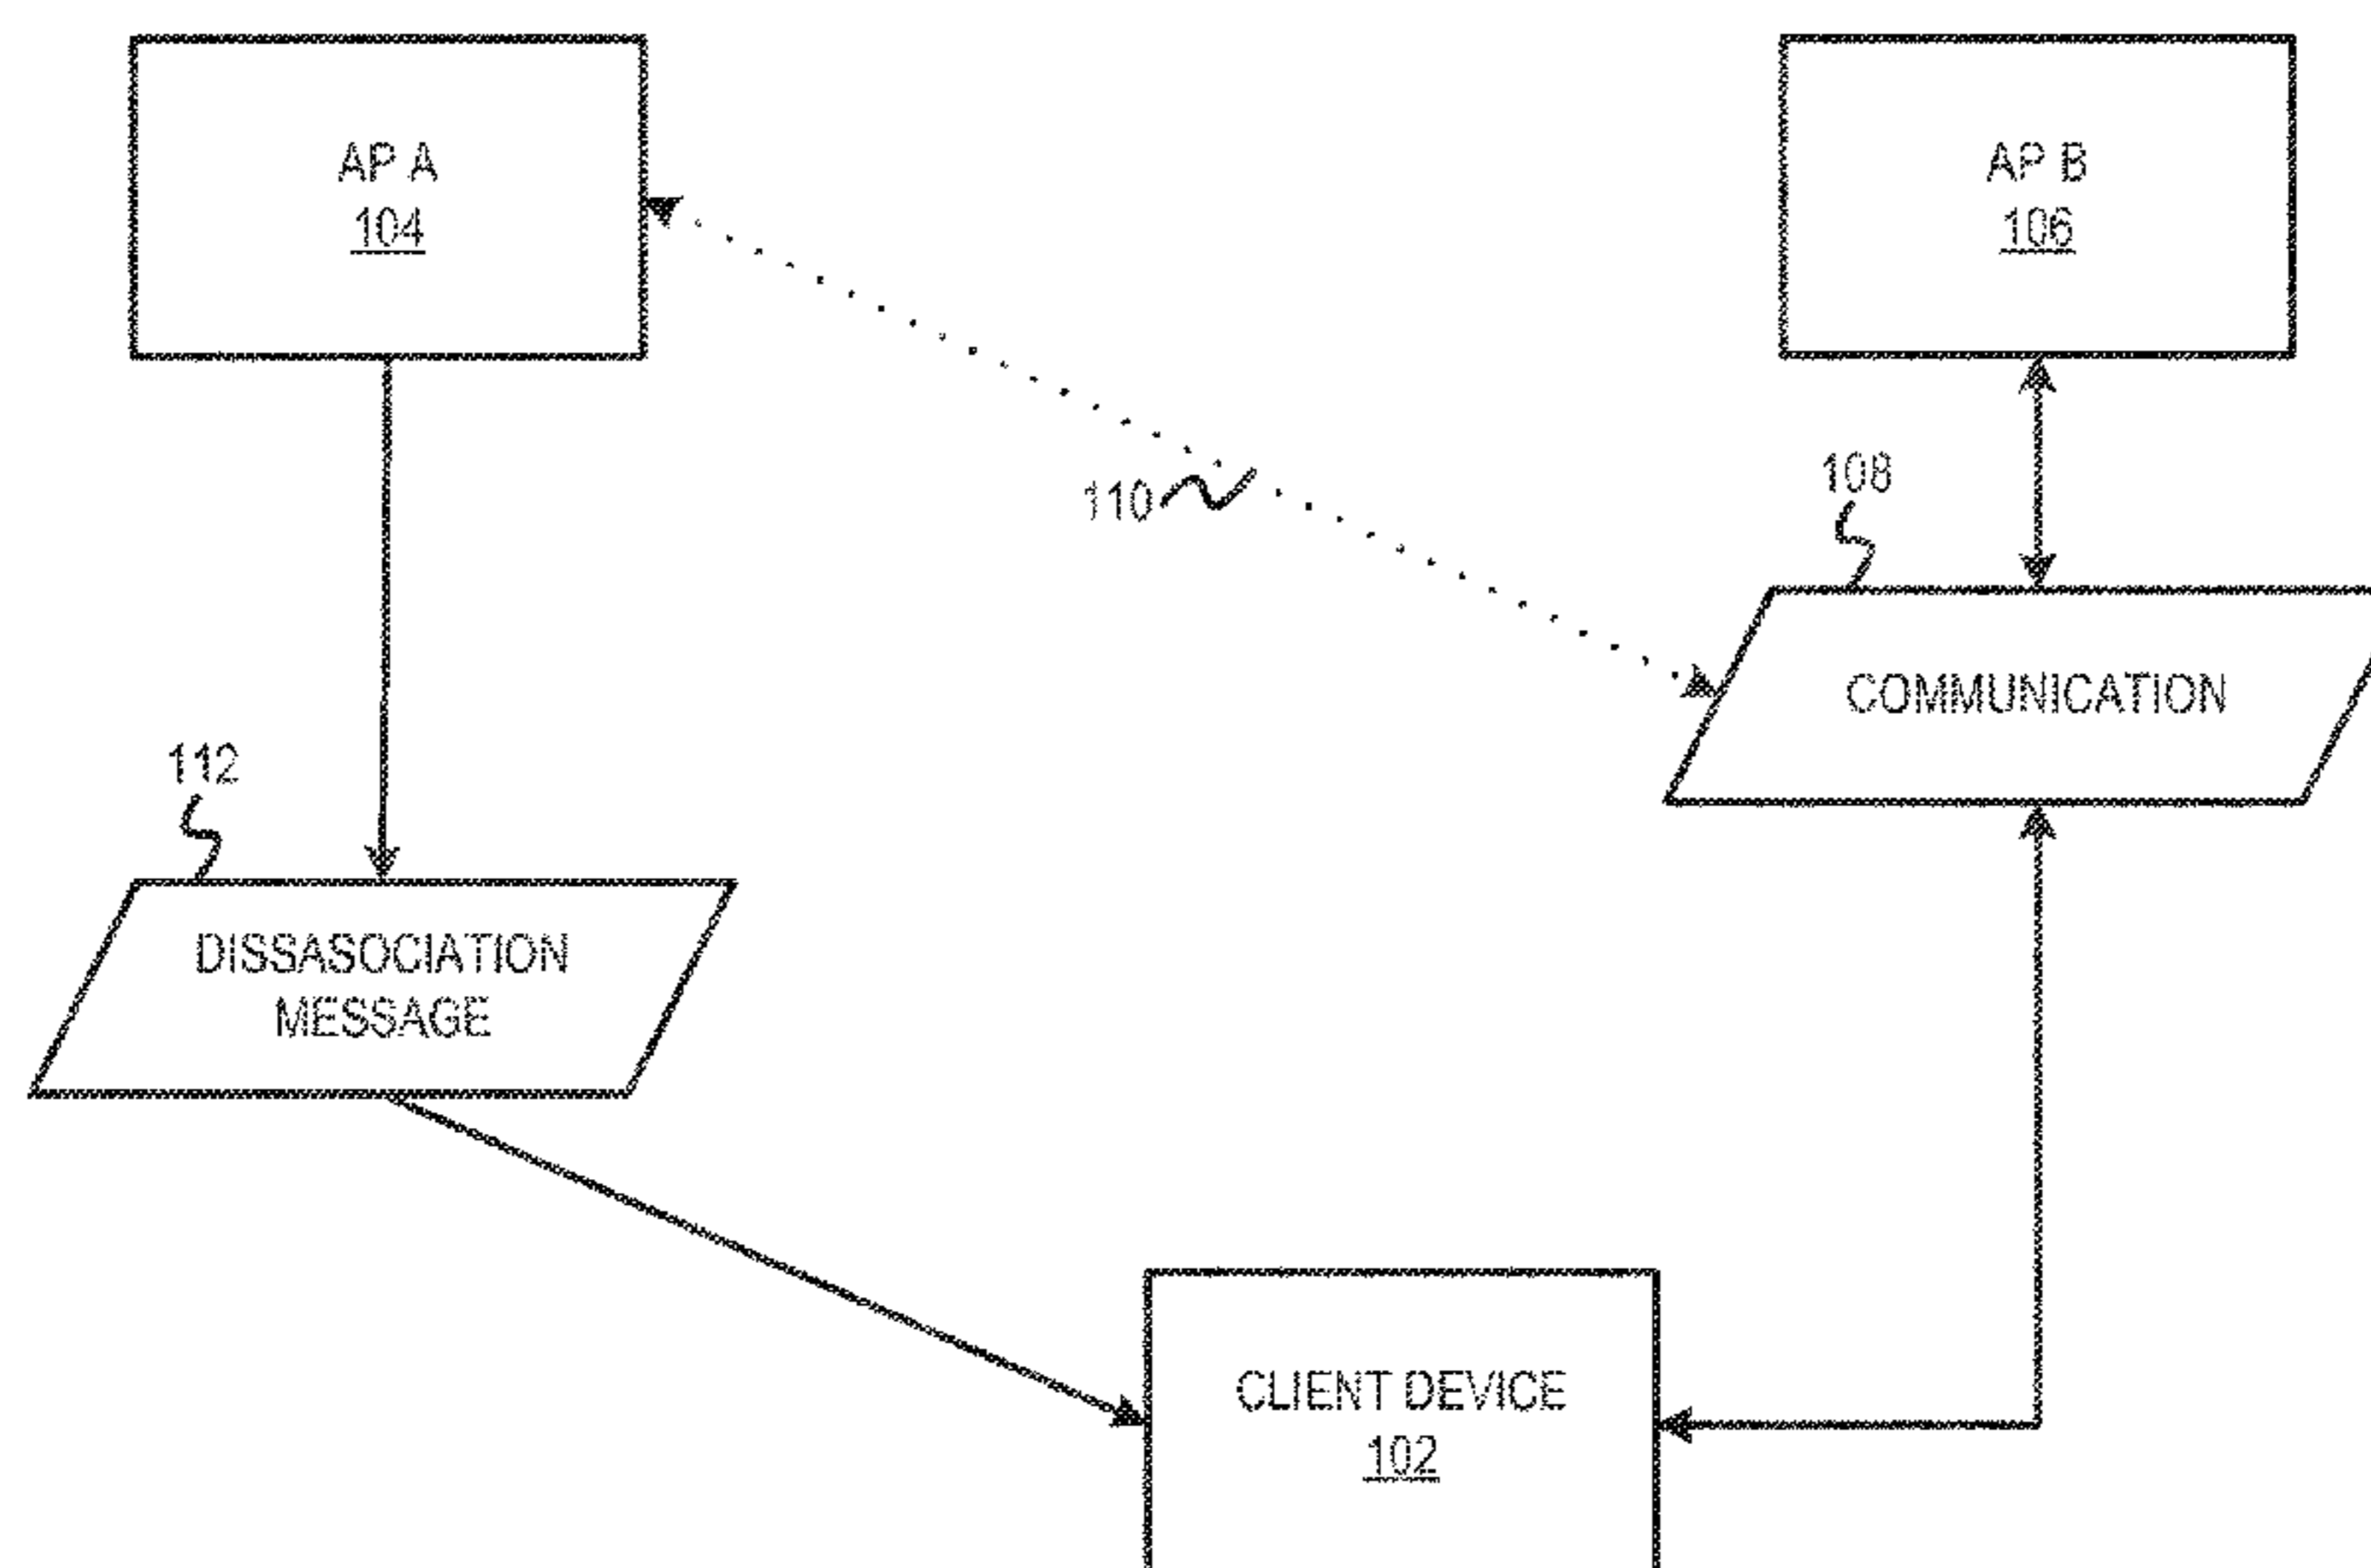 AP A
104
AP B
106
110
108
COMMUNICATION
112
DISSASOCIATION
MESSAGE
CLIENT DEVICE
102